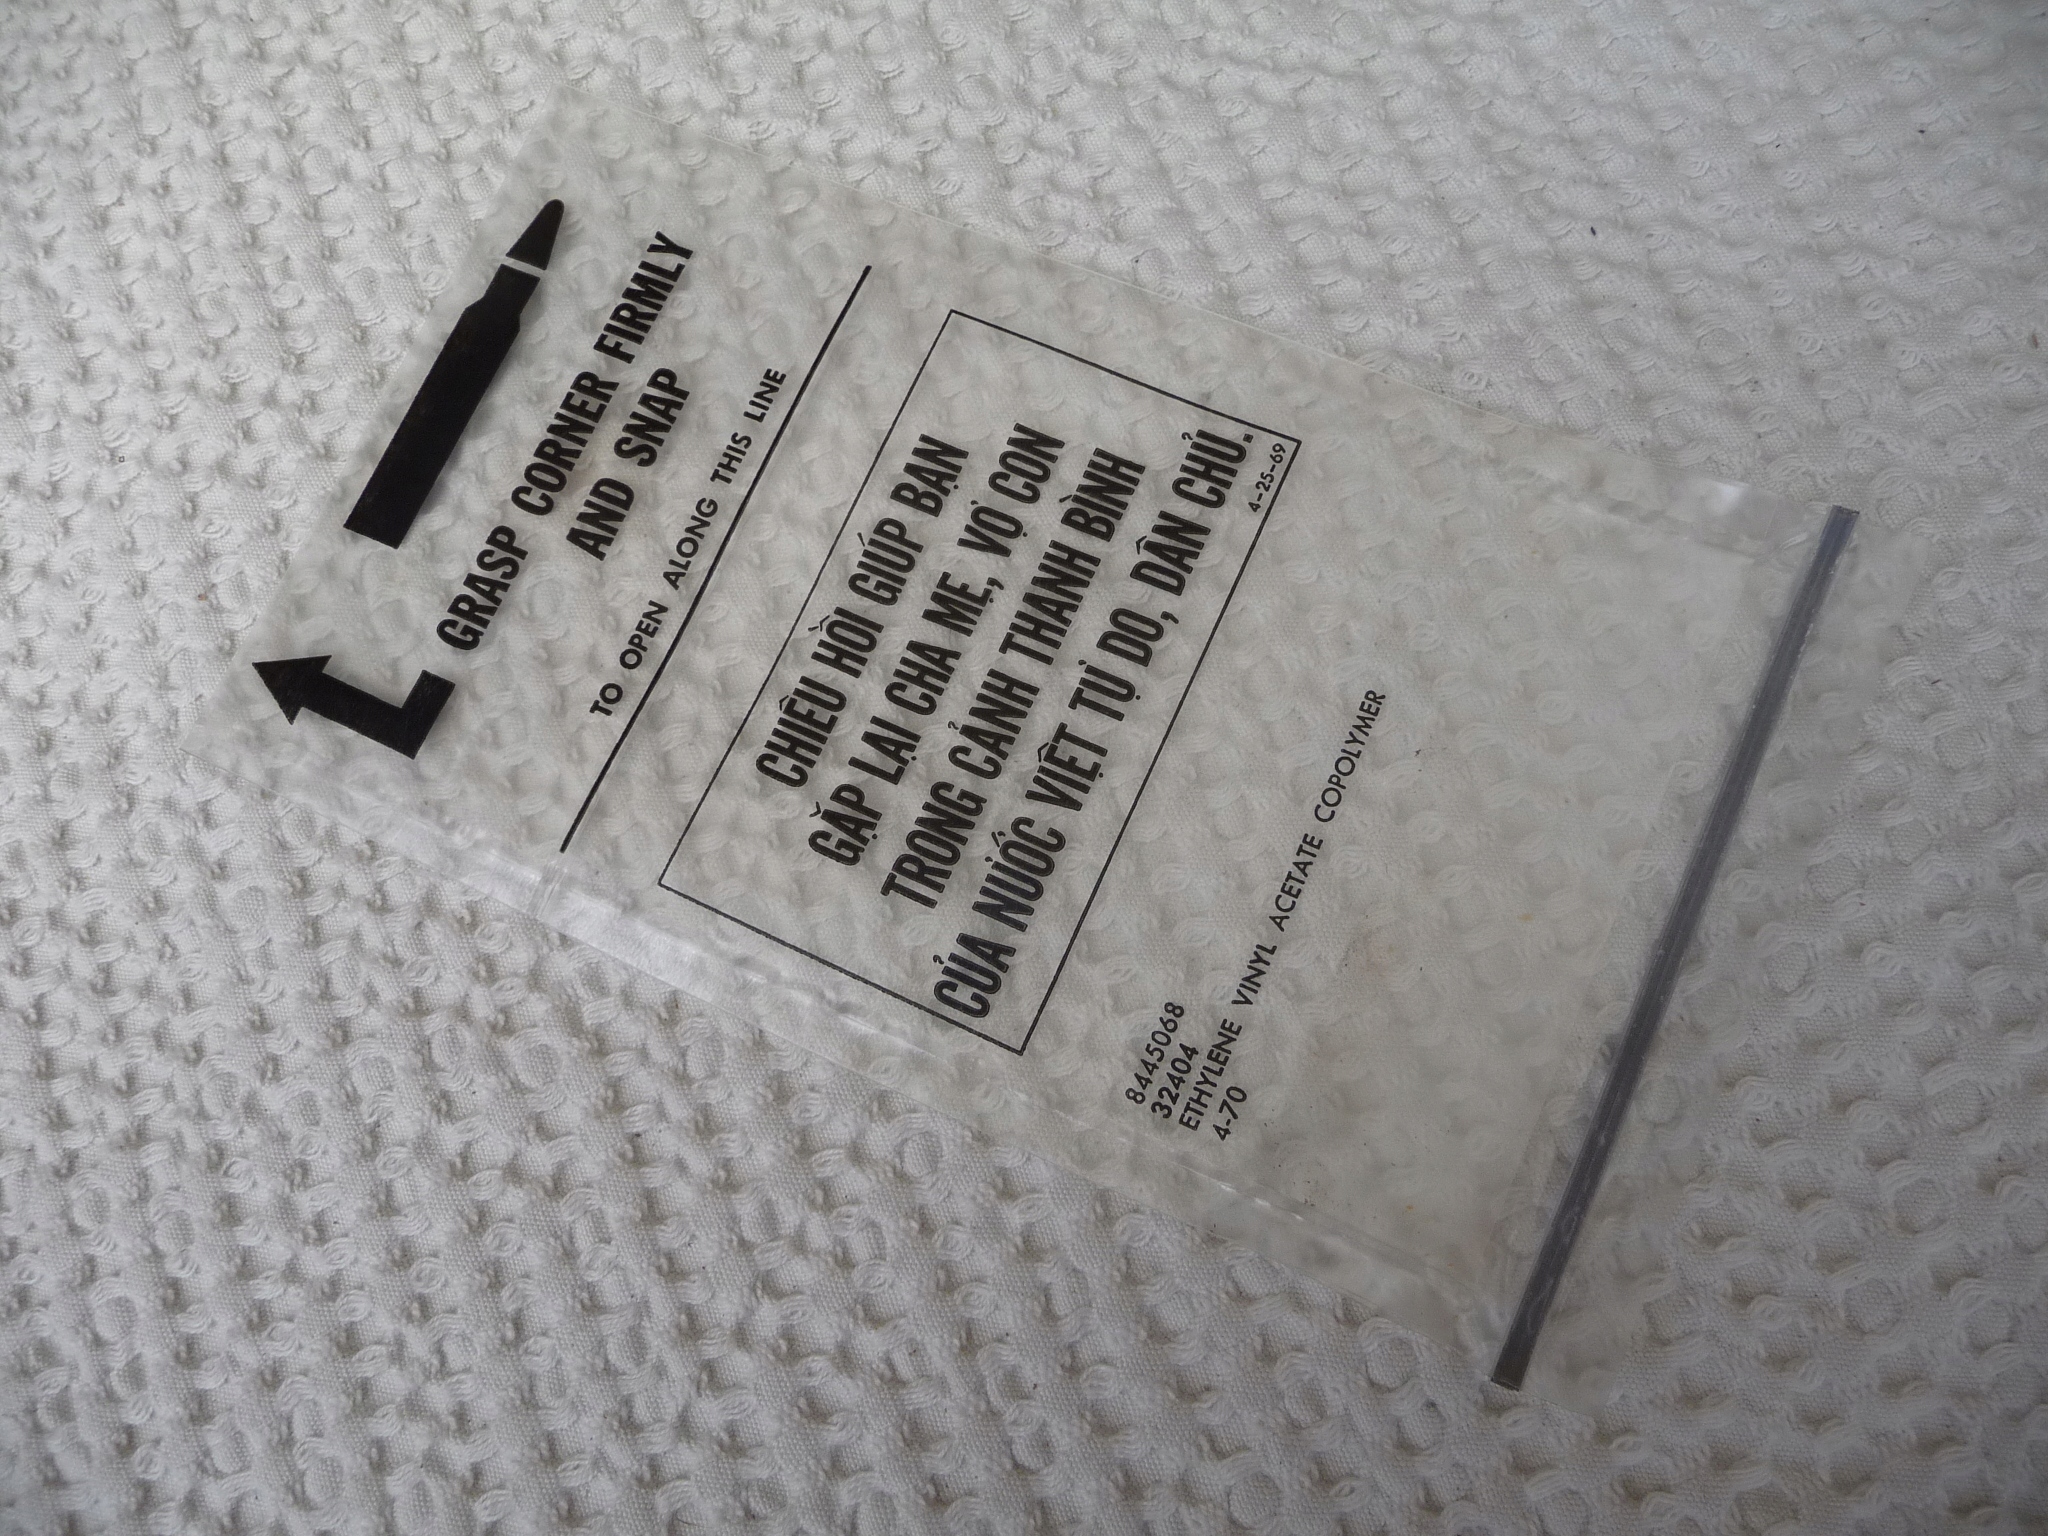 GRASP CORNER FIRMLY
AND SNAP
TO OPEN ALONG THIS LINE
CHIÊU HỒI GIÚP BẠN
GẶP LẠI CHA MẸ, VỢ CON
TRONG CẢNH THANH BÌNH
CỦA NƯỚC VIỆT TỰ DO, DÂN CHỦ.
4-25-69
8445068
32404
ETHYLENE VINYL ACETATE COPOLYMER
4-70